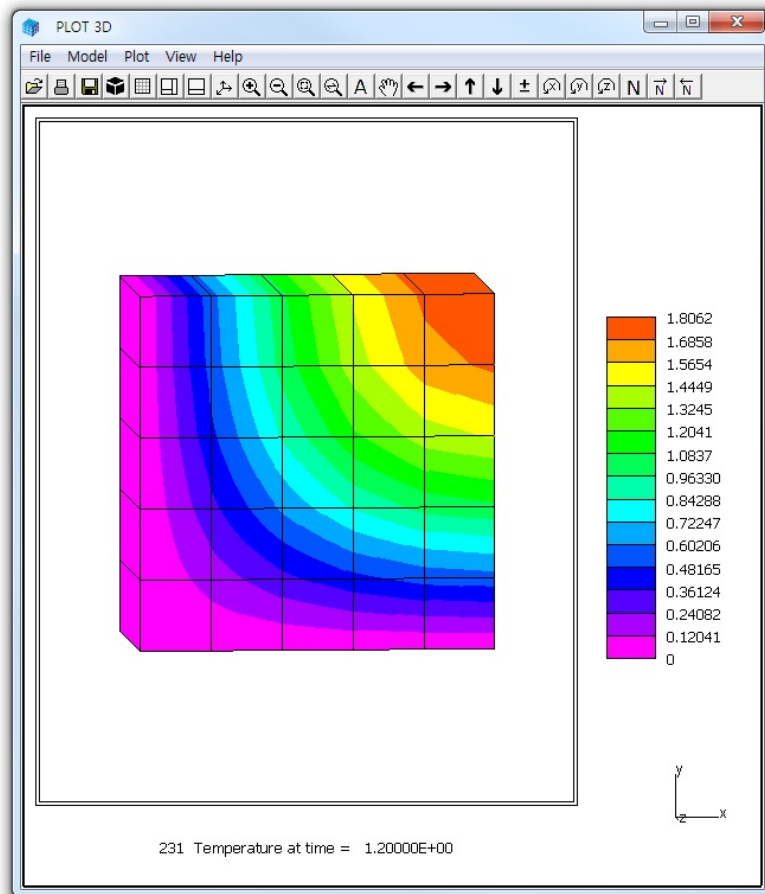 PLOT 3D
File Model Plot View Help
A ± X Y Z N N N
1.8062
1.6858
1.5654
1.4449
1.3245
1.2041
1.0837
0.96330
0.84288
0.72247
0.60206
0.48165
0.36124
0.24082
0.12041
0
y
z x
231 Temperature at time = 1.20000E+00